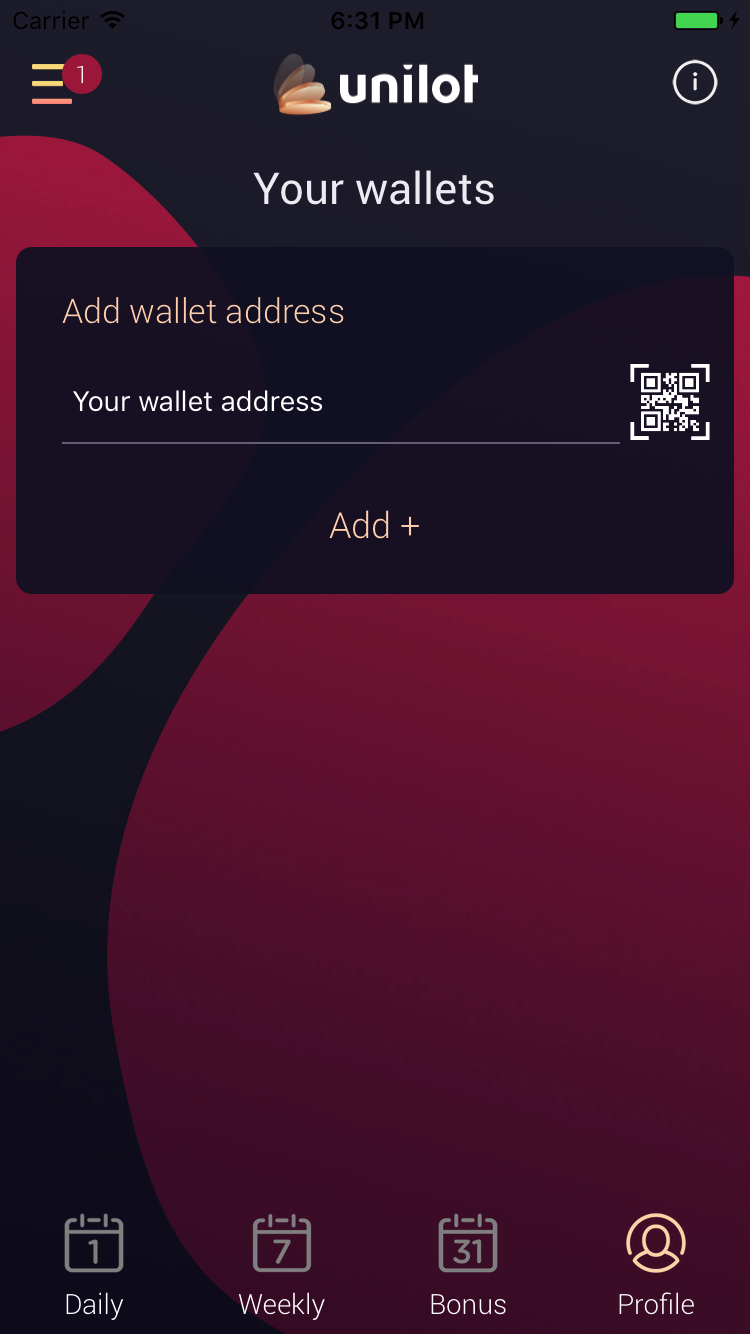 Carrier 6:31 PM
1
unilot
i
Your wallets
Add wallet address
Your wallet address
Add +
1 7 31
Daily Weekly Bonus Profile